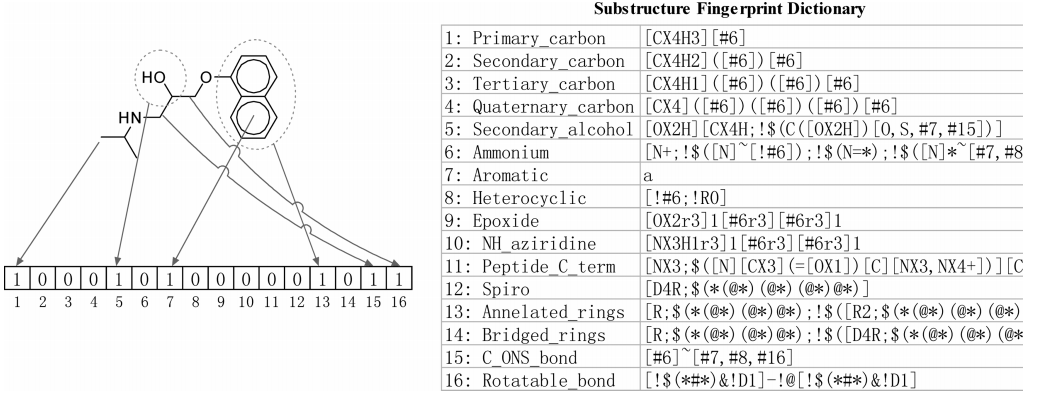 Substructure Fingerprint Dictionary
1: Primary_carbon [CX4H3][#6]
2: Secondary_carbon [CX4H2]([#6])[#6]
3: Tertiary_carbon [CX4H1]([#6])([#6])[#6]
4: Quaternary_carbon [CX4]([#6])([#6])([#6])[#6]
5: Secondary_alcohol [OX2H][CX4H;!$(C([OX2H])[O,S,#7,#15])]
6: Ammonium [N+;!$([N]~[!#6]);!$(N=*);!$([N]*~[#7,#8
7: Aromatic a
8: Heterocyclic [!#6;!R0]
9: Epoxide [OX2r3]1[#6r3][#6r3]1
10: NH_aziridine [NX3H1r3]1[#6r3][#6r3]1
11: Peptide_C_term [NX3;$([N][CX3](=[OX1])[C][NX3,NX4+])][C
12: Spiro [D4R;$(*(@*)(@*)(@*)@*)]
13: Annelated_rings [R;$(*(@*)(@*)@*);!$([R2;$(*(@*)(@*)(@*)
14: Bridged_rings [R;$(*(@*)(@*)@*);!$([D4R;$(*(@*)(@*)(@*
15: C_ONS_bond [#6]~[#7,#8,#16]
16: Rotatable_bond [!$(*#*)&!D1]-!@[!$(*#*)&!D1]
HO
O
HN
1 0 0 0 1 0 1 0 0 0 0 0 1 0 1 1
1 2 3 4 5 6 7 8 9 10 11 12 13 14 15 16